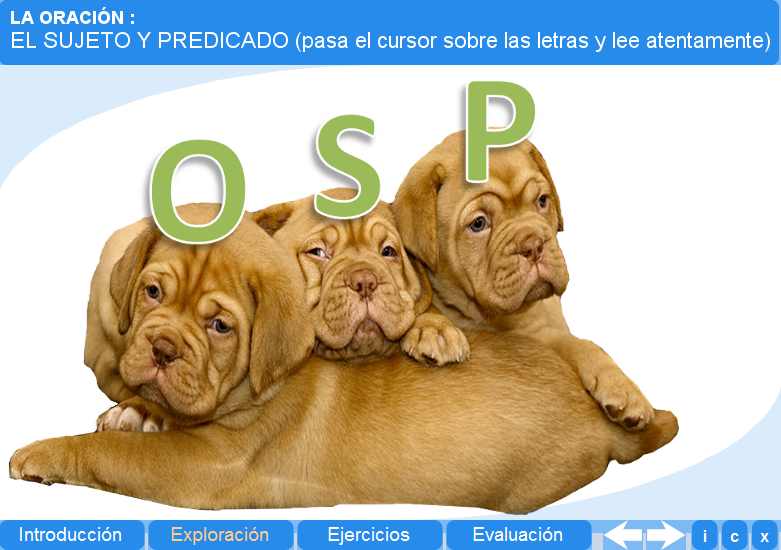 LA ORACIÓN :
EL SUJETO Y PREDICADO (pasa el cursor sobre las letras y lee atentamente)
O S P
Introducción Exploración Ejercicios Evaluación i c x